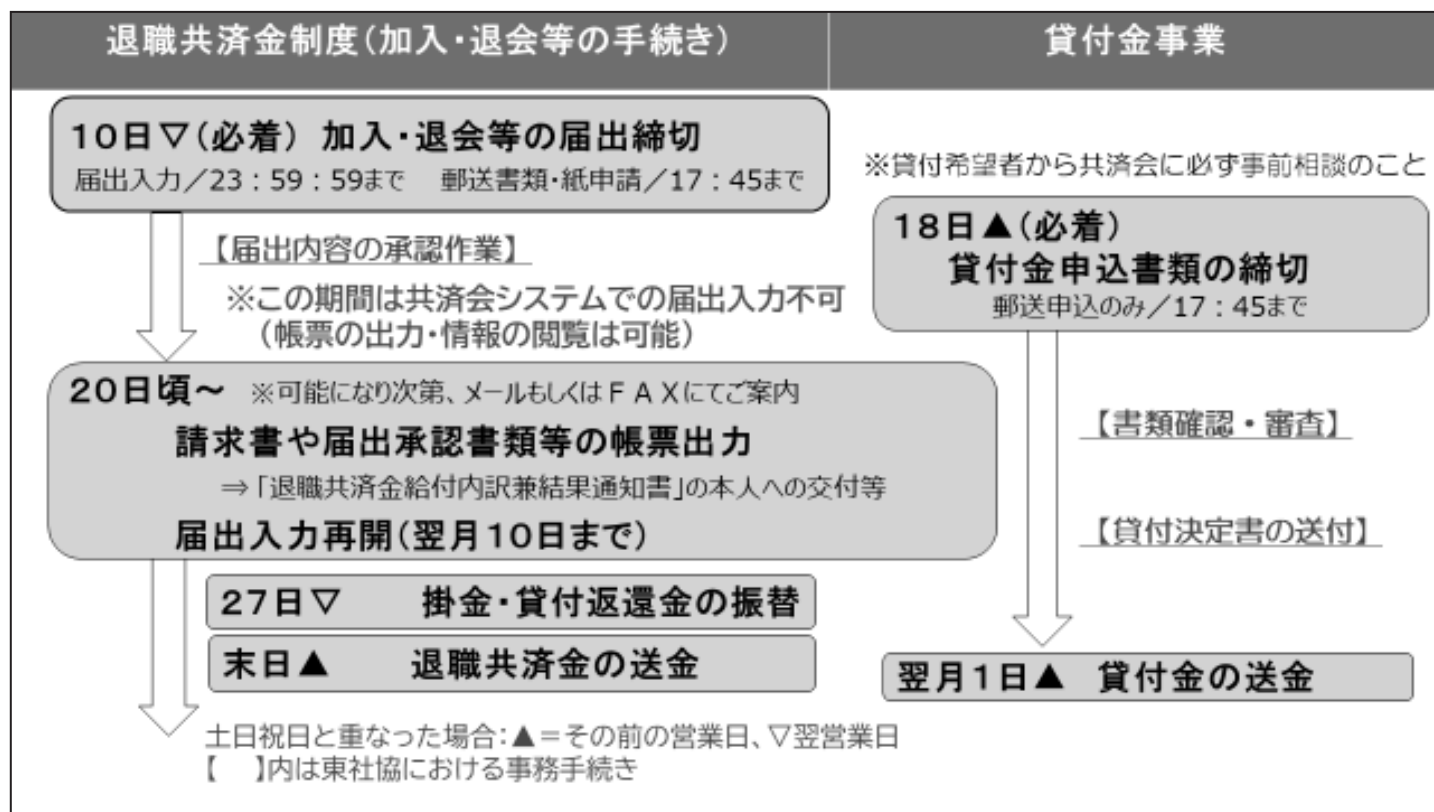 退職共済金制度(加入・退会等の手続き)
10日▽(必着) 加入・退会等の届出締切
届出入力/23:59:59まで 郵送書類・紙申請/17:45まで
【届出内容の承認作業】
※この期間は共済会システムでの届出入力不可
(帳票の出力・情報の閲覧は可能)
20日頃~ ※可能になり次第、メールもしくはFAXにてご案内
請求書や届出承認書類等の帳票出力
⇒「退職共済金給付内訳兼結果通知書」の本人への交付等
届出入力再開(翌月10日まで)
27日▽ 掛金・貸付返還金の振替
末日▲ 退職共済金の送金
土日祝日と重なった場合:▲=その前の営業日、▽翌営業日
【 】内は東社協における事務手続き
貸付金事業
※貸付希望者から共済会に必ず事前相談のこと
18日▲(必着)
貸付金申込書類の締切
郵送申込のみ/17:45まで
【書類確認・審査】
【貸付決定書の送付】
翌月1日▲ 貸付金の送金